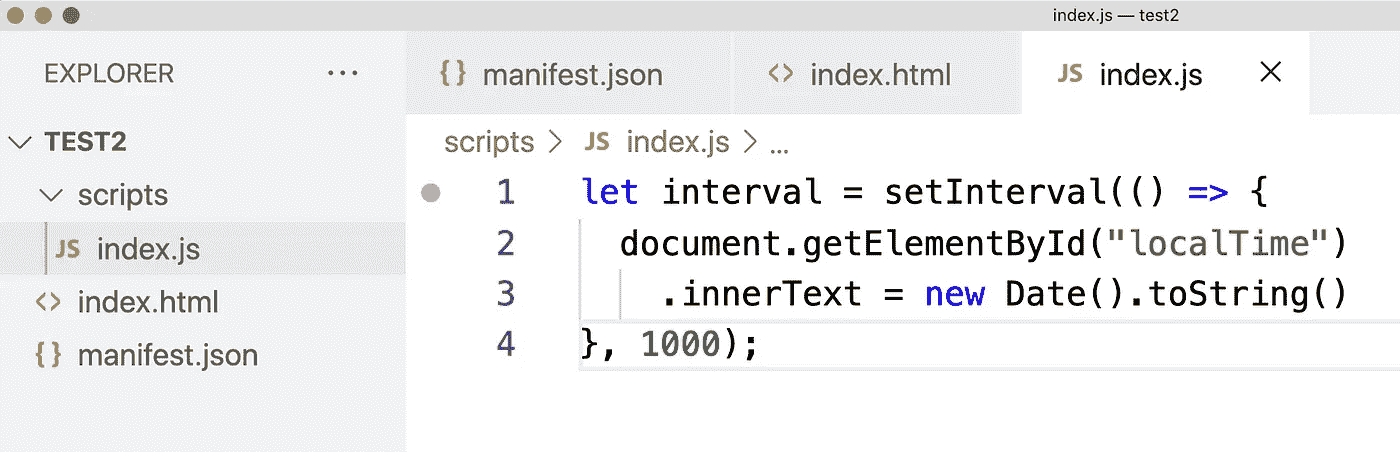 index.js — test2
EXPLORER ...
TEST2
scripts
JS index.js
<> index.html
{} manifest.json
{} manifest.json <> index.html JS index.js ×
scripts > JS index.js > ...
1 let interval = setInterval(() => {
2 document.getElementById("localTime")
3 .innerText = new Date().toString()
4 }, 1000);